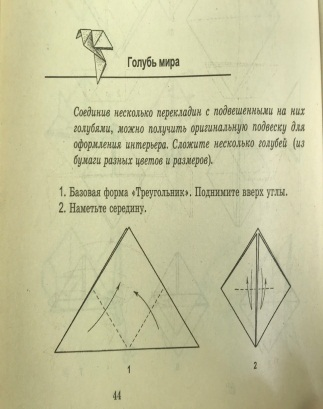 Голубь мира
Соединив несколько перекладин с подвешенными на них
голубями, можно получить оригинальную подвеску для
оформления интерьера. Сложите несколько голубей (из
бумаги разных цветов и размеров).
1. Базовая форма «Треугольник». Поднимите вверх углы.
2. Наметьте середину.
1
2
44